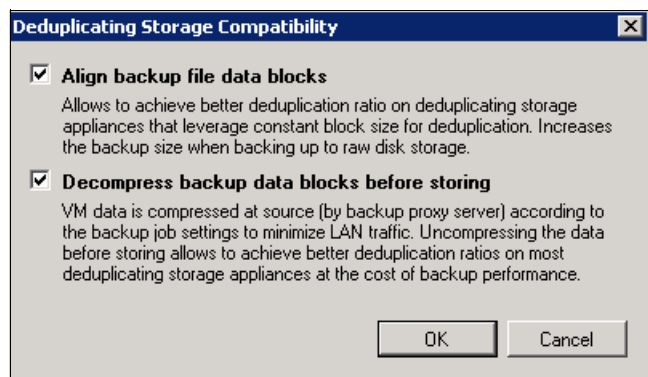 Deduplicating Storage Compatibility
Align backup file data blocks
Allows to achieve better deduplication ratio on deduplicating storage
appliances that leverage constant block size for deduplication. Increases
the backup size when backing up to raw disk storage.
Decompress backup data blocks before storing
VM data is compressed at source (by backup proxy server) according to
the backup job settings to minimize LAN traffic. Uncompressing the data
before storing allows to achieve better deduplication ratios on most
deduplicating storage appliances at the cost of backup performance.
OK Cancel